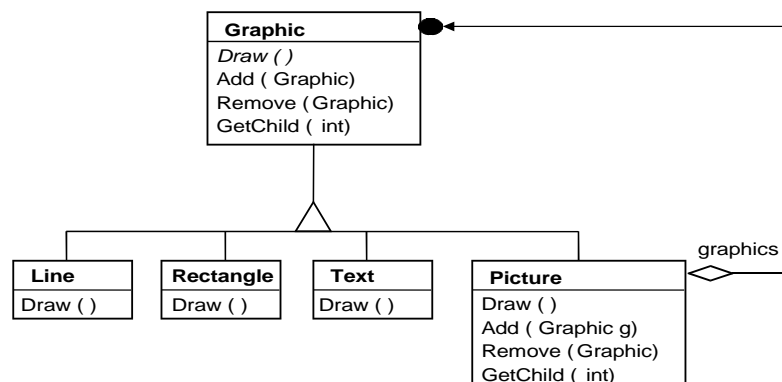 Graphic
Draw ( )
Add ( Graphic)
Remove (Graphic)
GetChild ( int)
graphics
Line
Draw ( )
Rectangle
Draw ( )
Text
Draw ( )
Picture
Draw ( )
Add ( Graphic g)
Remove (Graphic)
GetChild ( int)